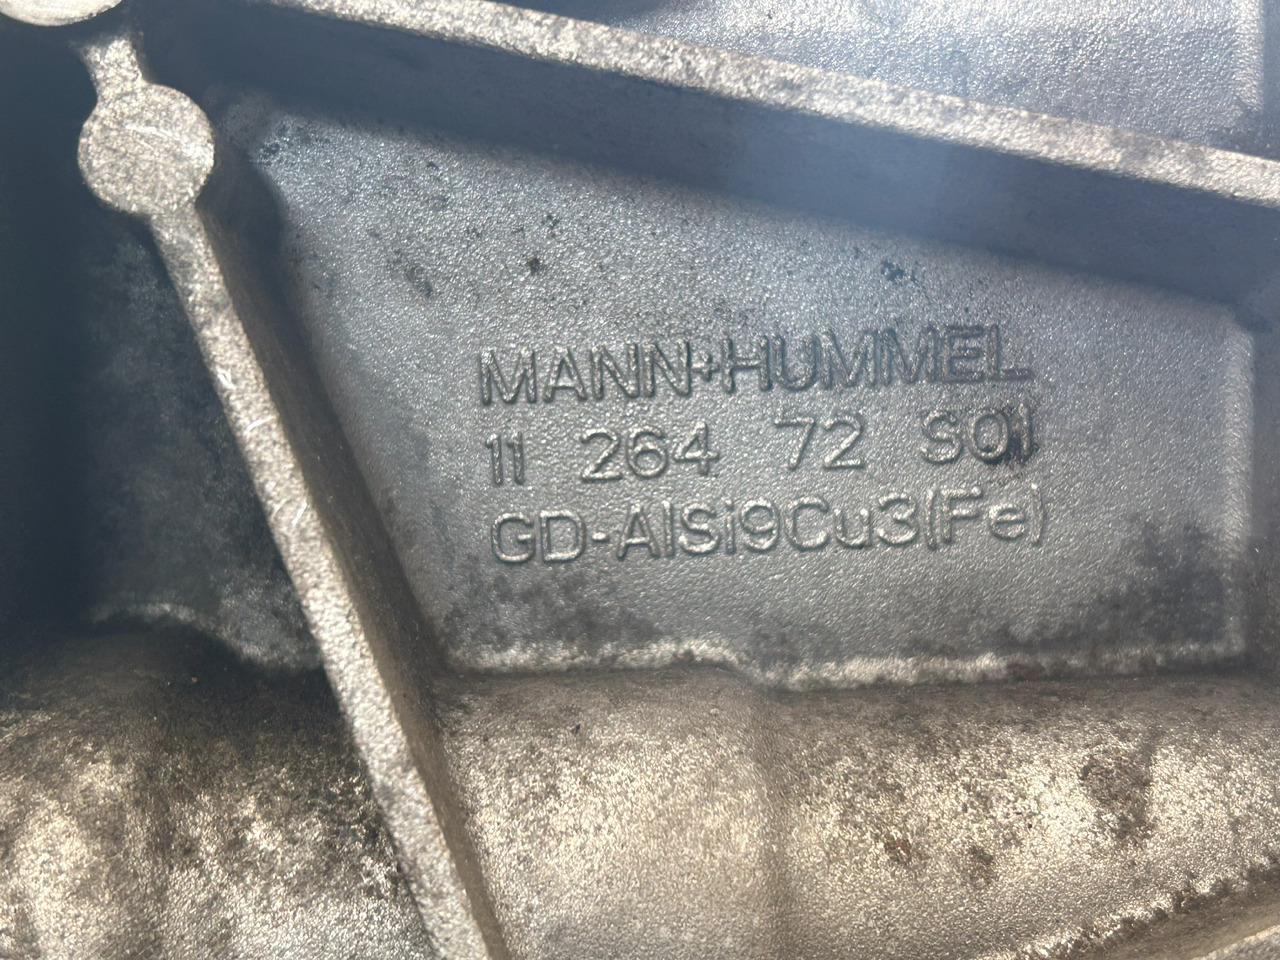 MANN+HUMMEL
11 264 72 S01
GD-AlSi9Cu3(Fe)